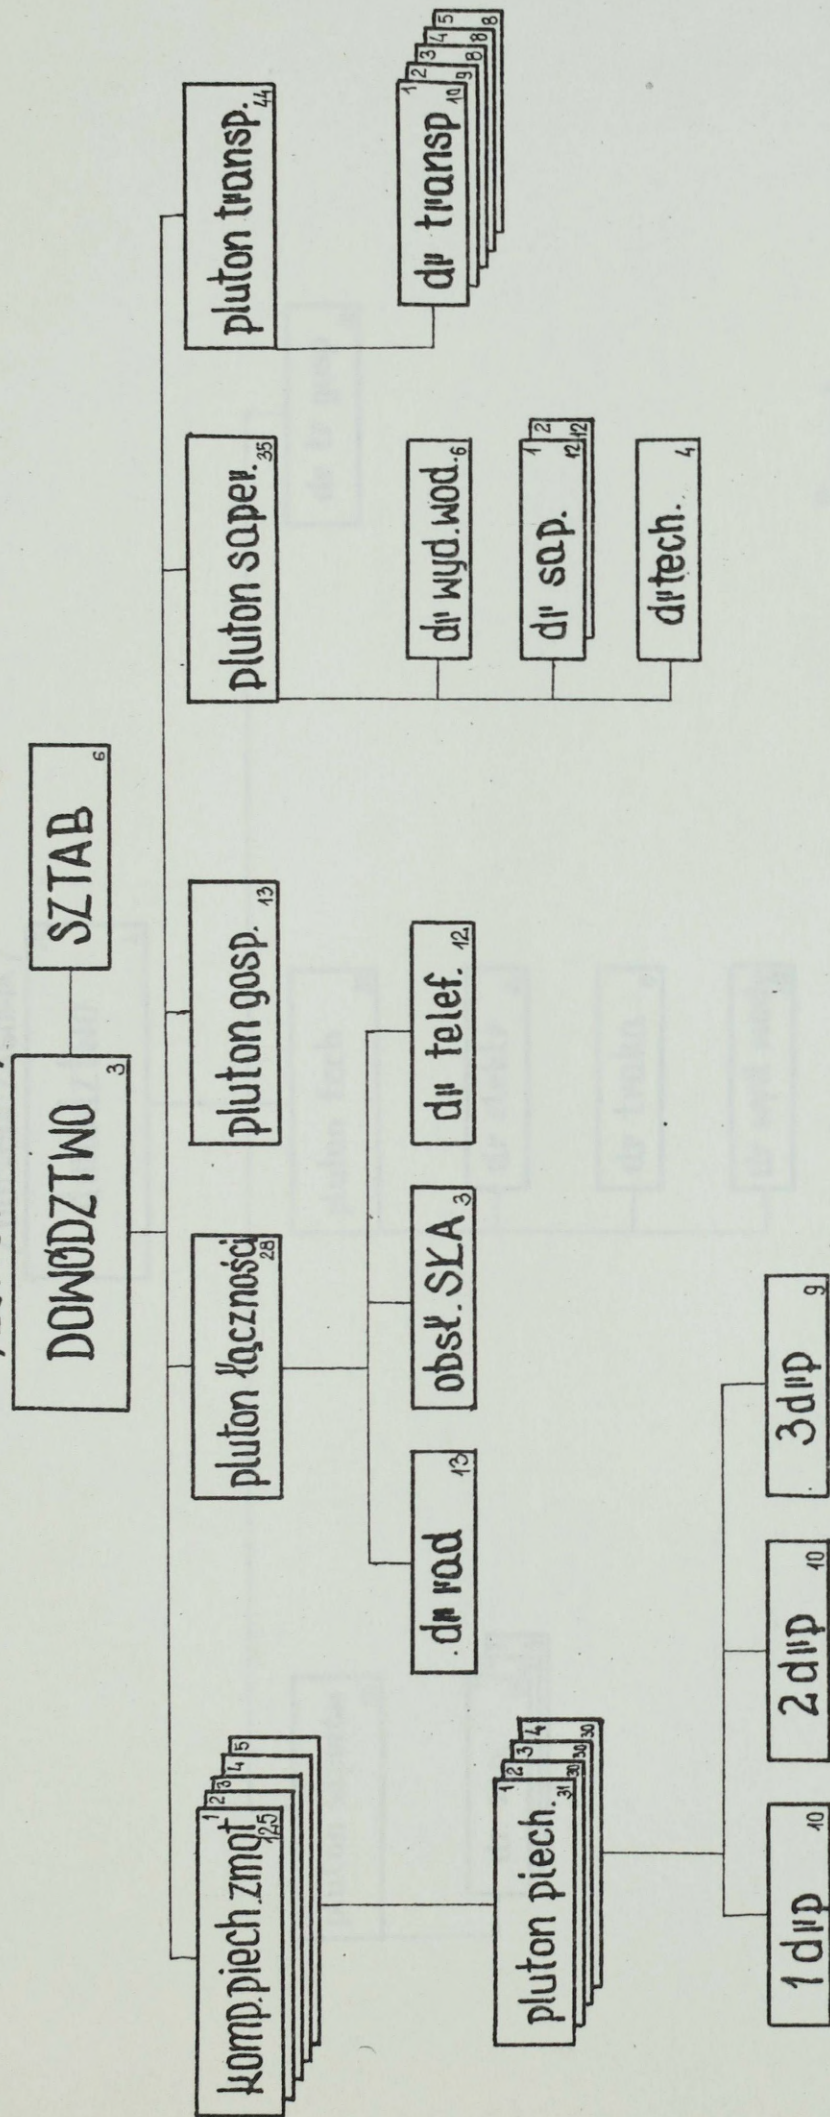 DOWÓDZTWO 3
SZTAB 6
komp.piech.zmot 125
1
2
3
4
5
pluton łączności 28
pluton gosp. 13
pluton saper. 35
pluton transp. 44
dr rad 13
obsł. SŁA 3
dr telef. 12
dr wyd.wod. 6
dr sap. 12
1
2
12
dr tech. 4
dr transp 10
1
2
3
4
5
9
8
8
8
pluton piech. 31
1
2
3
4
30
30
30
1 drp 10
2 drp 10
3 drp 9